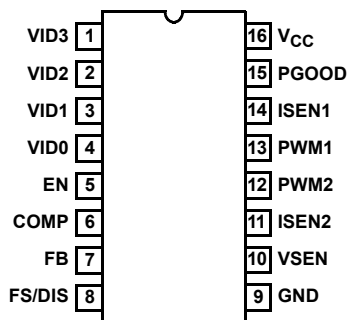 VID3 1 16 VCC
VID2 2 15 PGOOD
VID1 3 14 ISEN1
VID0 4 13 PWM1
EN 5 12 PWM2
COMP 6 11 ISEN2
FB 7 10 VSEN
FS/DIS 8 9 GND